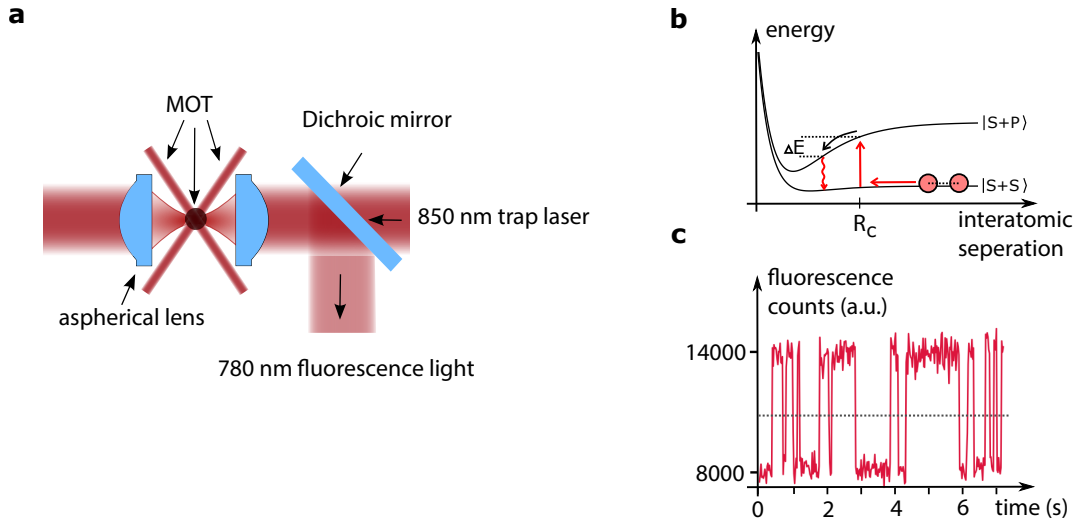 a
MOT
Dichroic mirror
850 nm trap laser
aspherical lens
780 nm fluorescence light
b
energy
|S+P⟩
ΔE
|S+S⟩
R_c
interatomic
seperation
c
fluorescence
counts (a.u.)
14000
8000
0 2 4 6 time (s)